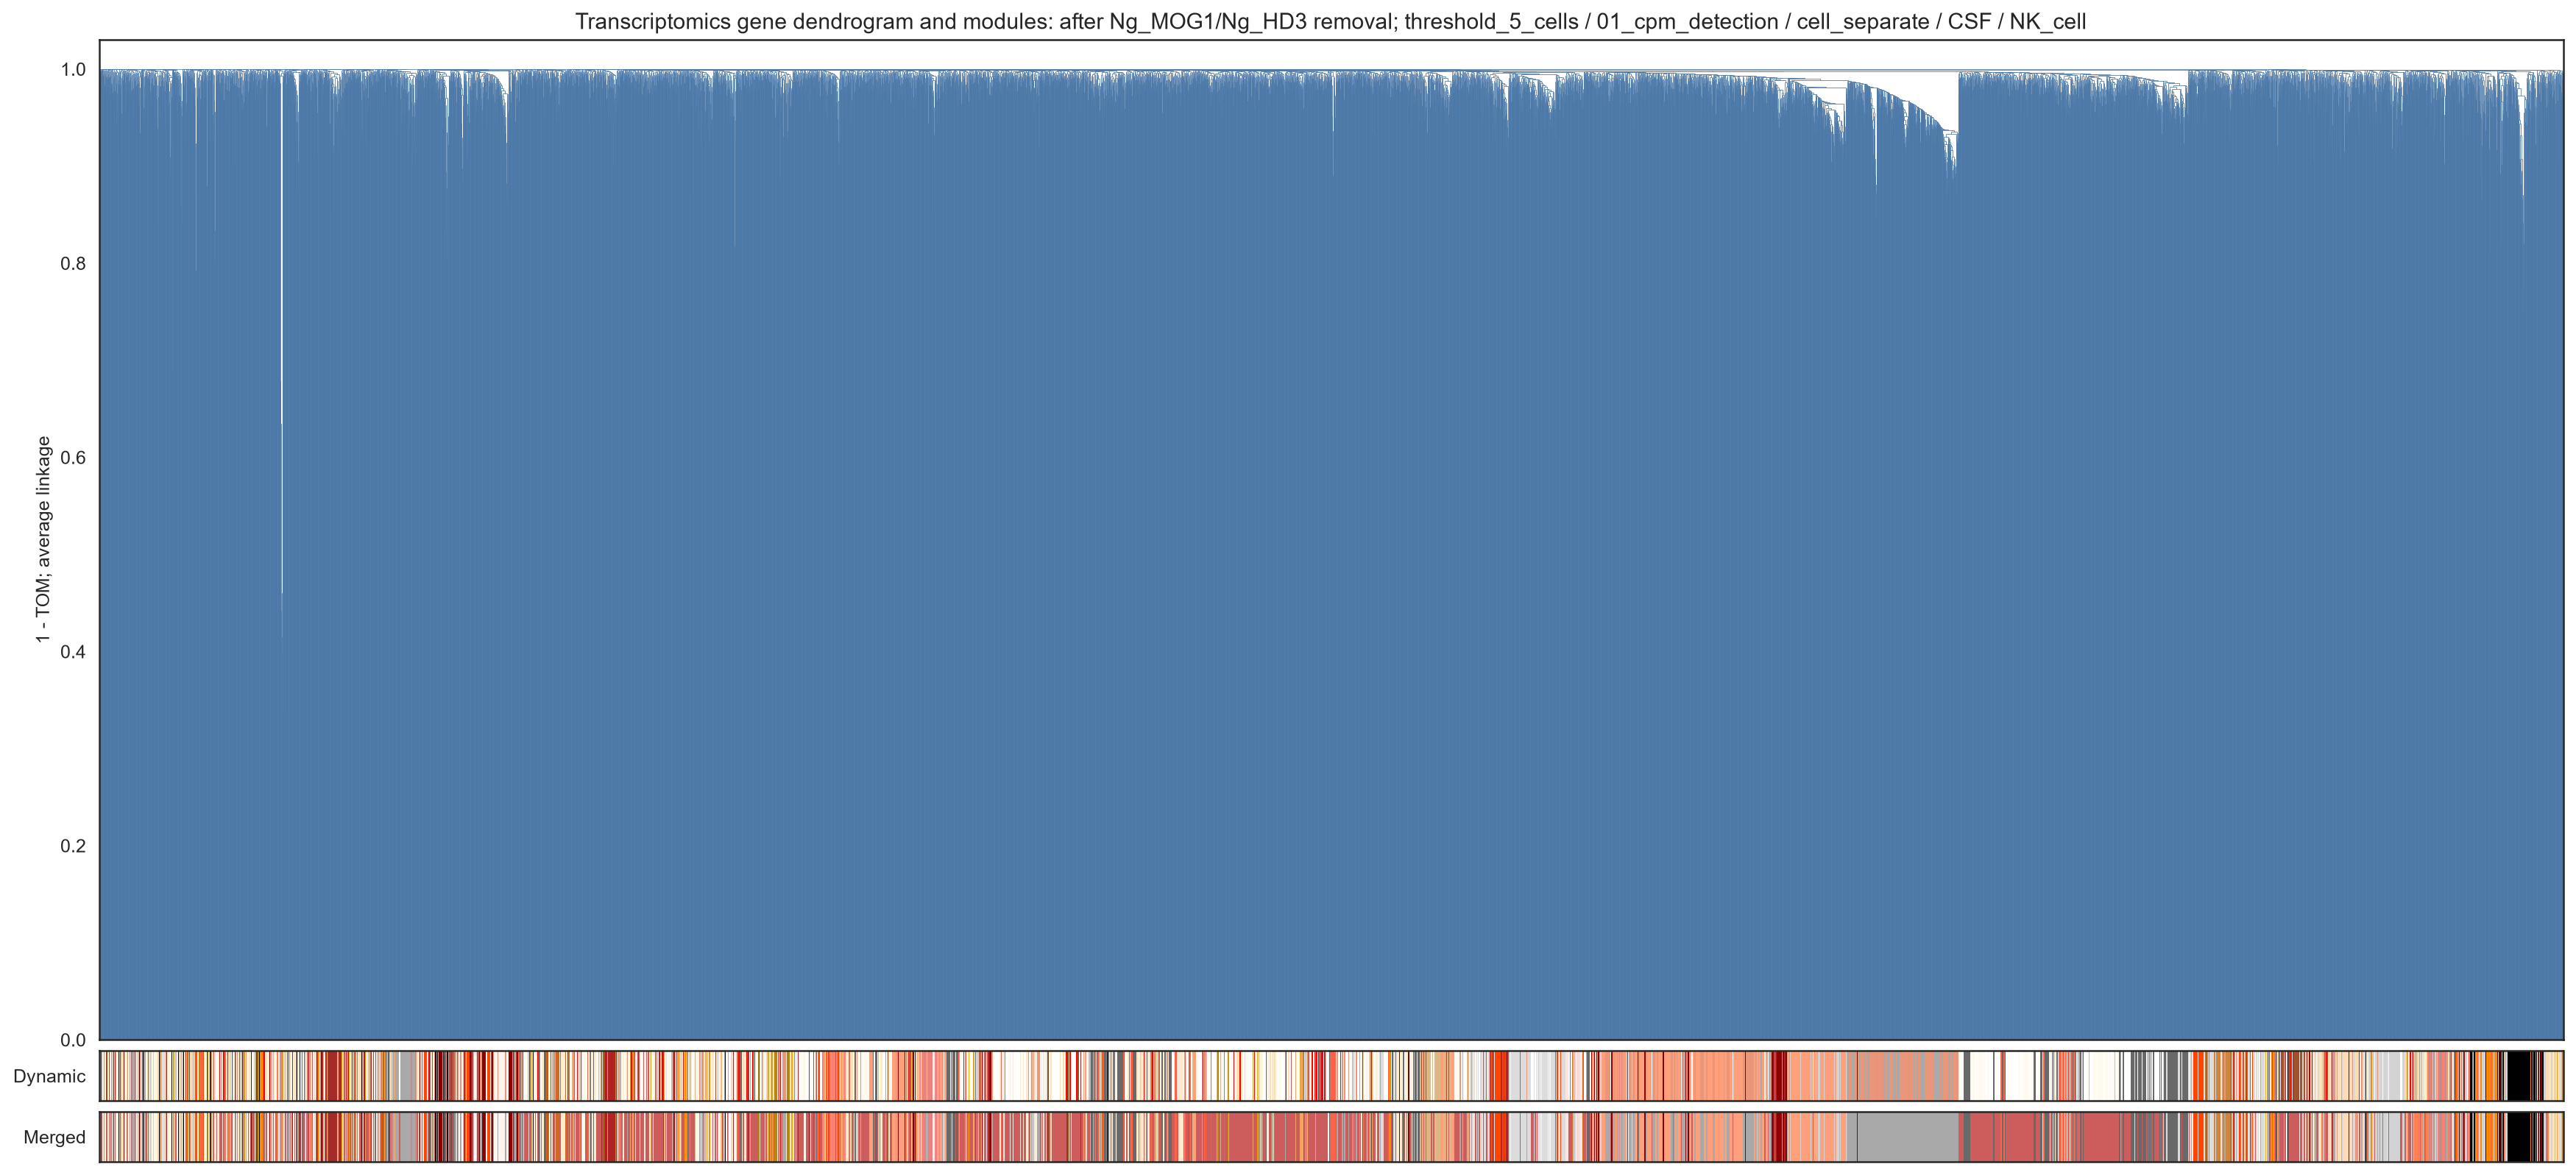 Transcriptomics gene dendrogram and modules: after Ng_MOG1/Ng_HD3 removal; threshold_5_cells / 01_cpm_detection / cell_separate / CSF / NK_cell
1.0
0.8
0.6
0.4
0.2
0.0
1 - TOM; average linkage
Dynamic
Merged